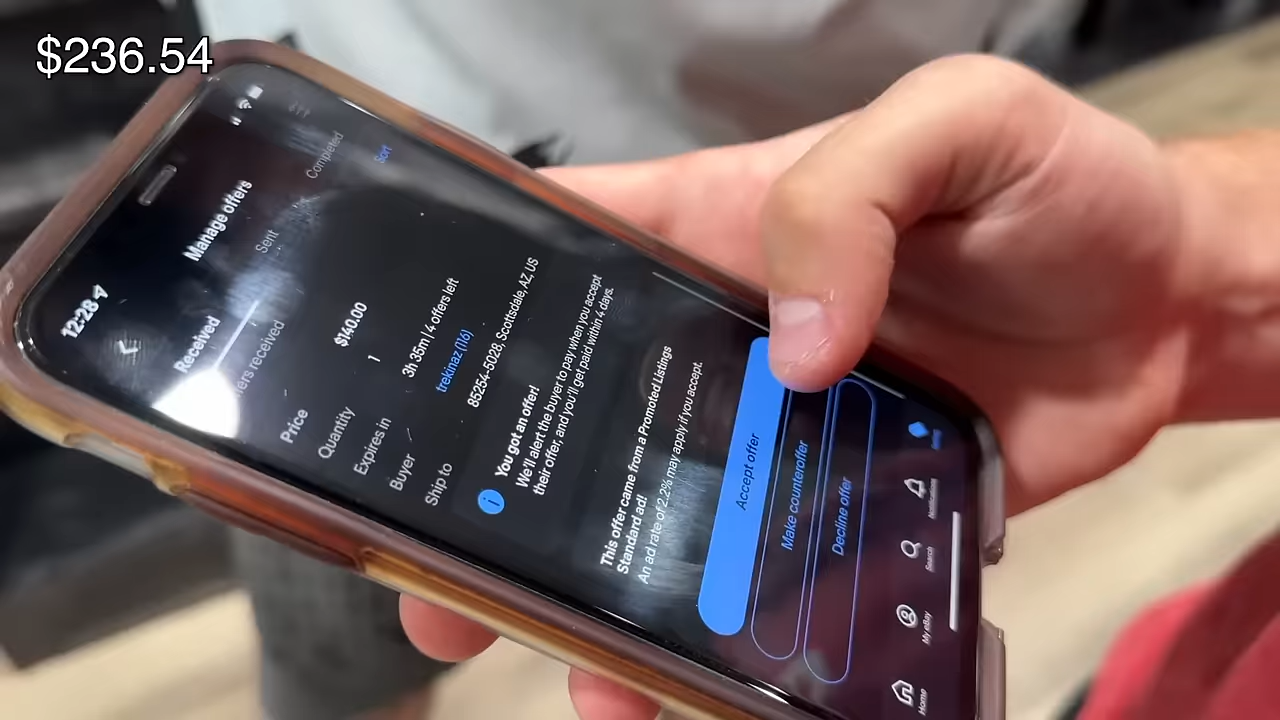 $236.54
12:28
Manage offers
Received
Sent
Completed
received
Sort
Price
$140.00
Quantity
1
Expires in
3h 35m | 4 offers left
Buyer
trekinaz (116)
Ship to
85254-5028, Scottsdale, AZ, US
You got an offer!
We'll alert the buyer to pay when you accept
their offer, and you'll get paid within 4 days.
This offer came from a Promoted Listings
Standard ad!
An ad rate of 2.2% may apply if you accept.
Accept offer
Make counteroffer
Decline offer
Home
My eBay
Search
Notifications